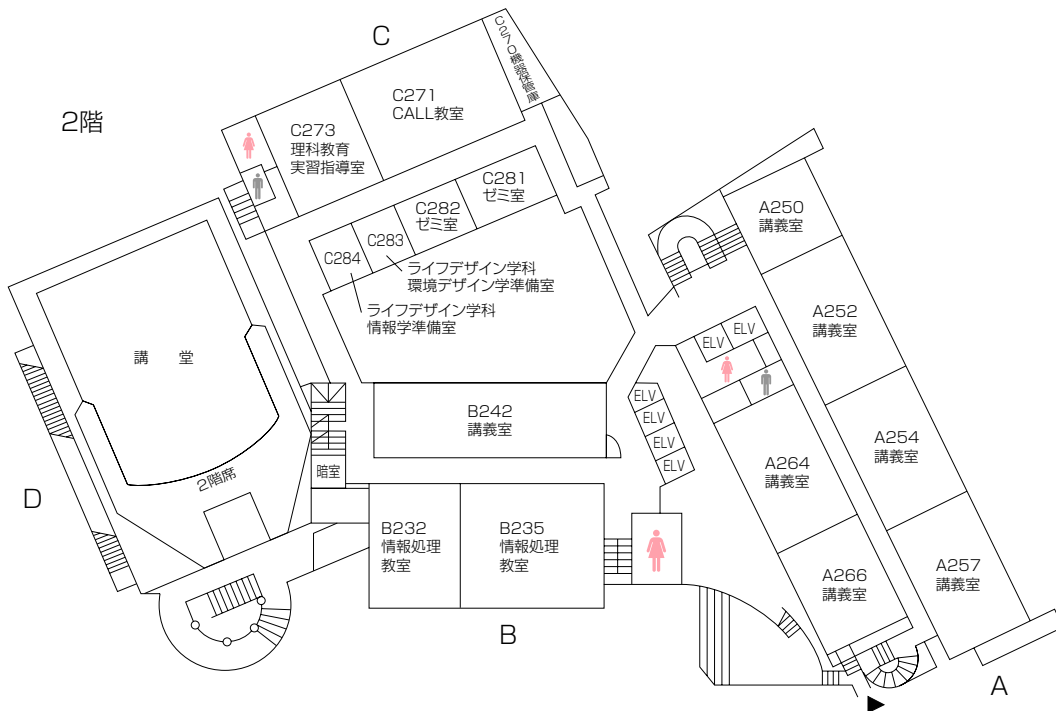 2階
C
C270機器保管庫
C271
CALL教室
C273
理科教育
実習指導室
C281
ゼミ室
C282
ゼミ室
C283
C284
ライフデザイン学科
環境デザイン学準備室
ライフデザイン学科
情報学準備室
A250
講義室
A252
講義室
A254
講義室
A257
講義室
ELV
ELV
A264
講義室
A266
講義室
ELV
ELV
ELV
ELV
B242
講義室
講 堂
2階席
暗室
D
B232
情報処理
教室
B235
情報処理
教室
B
A